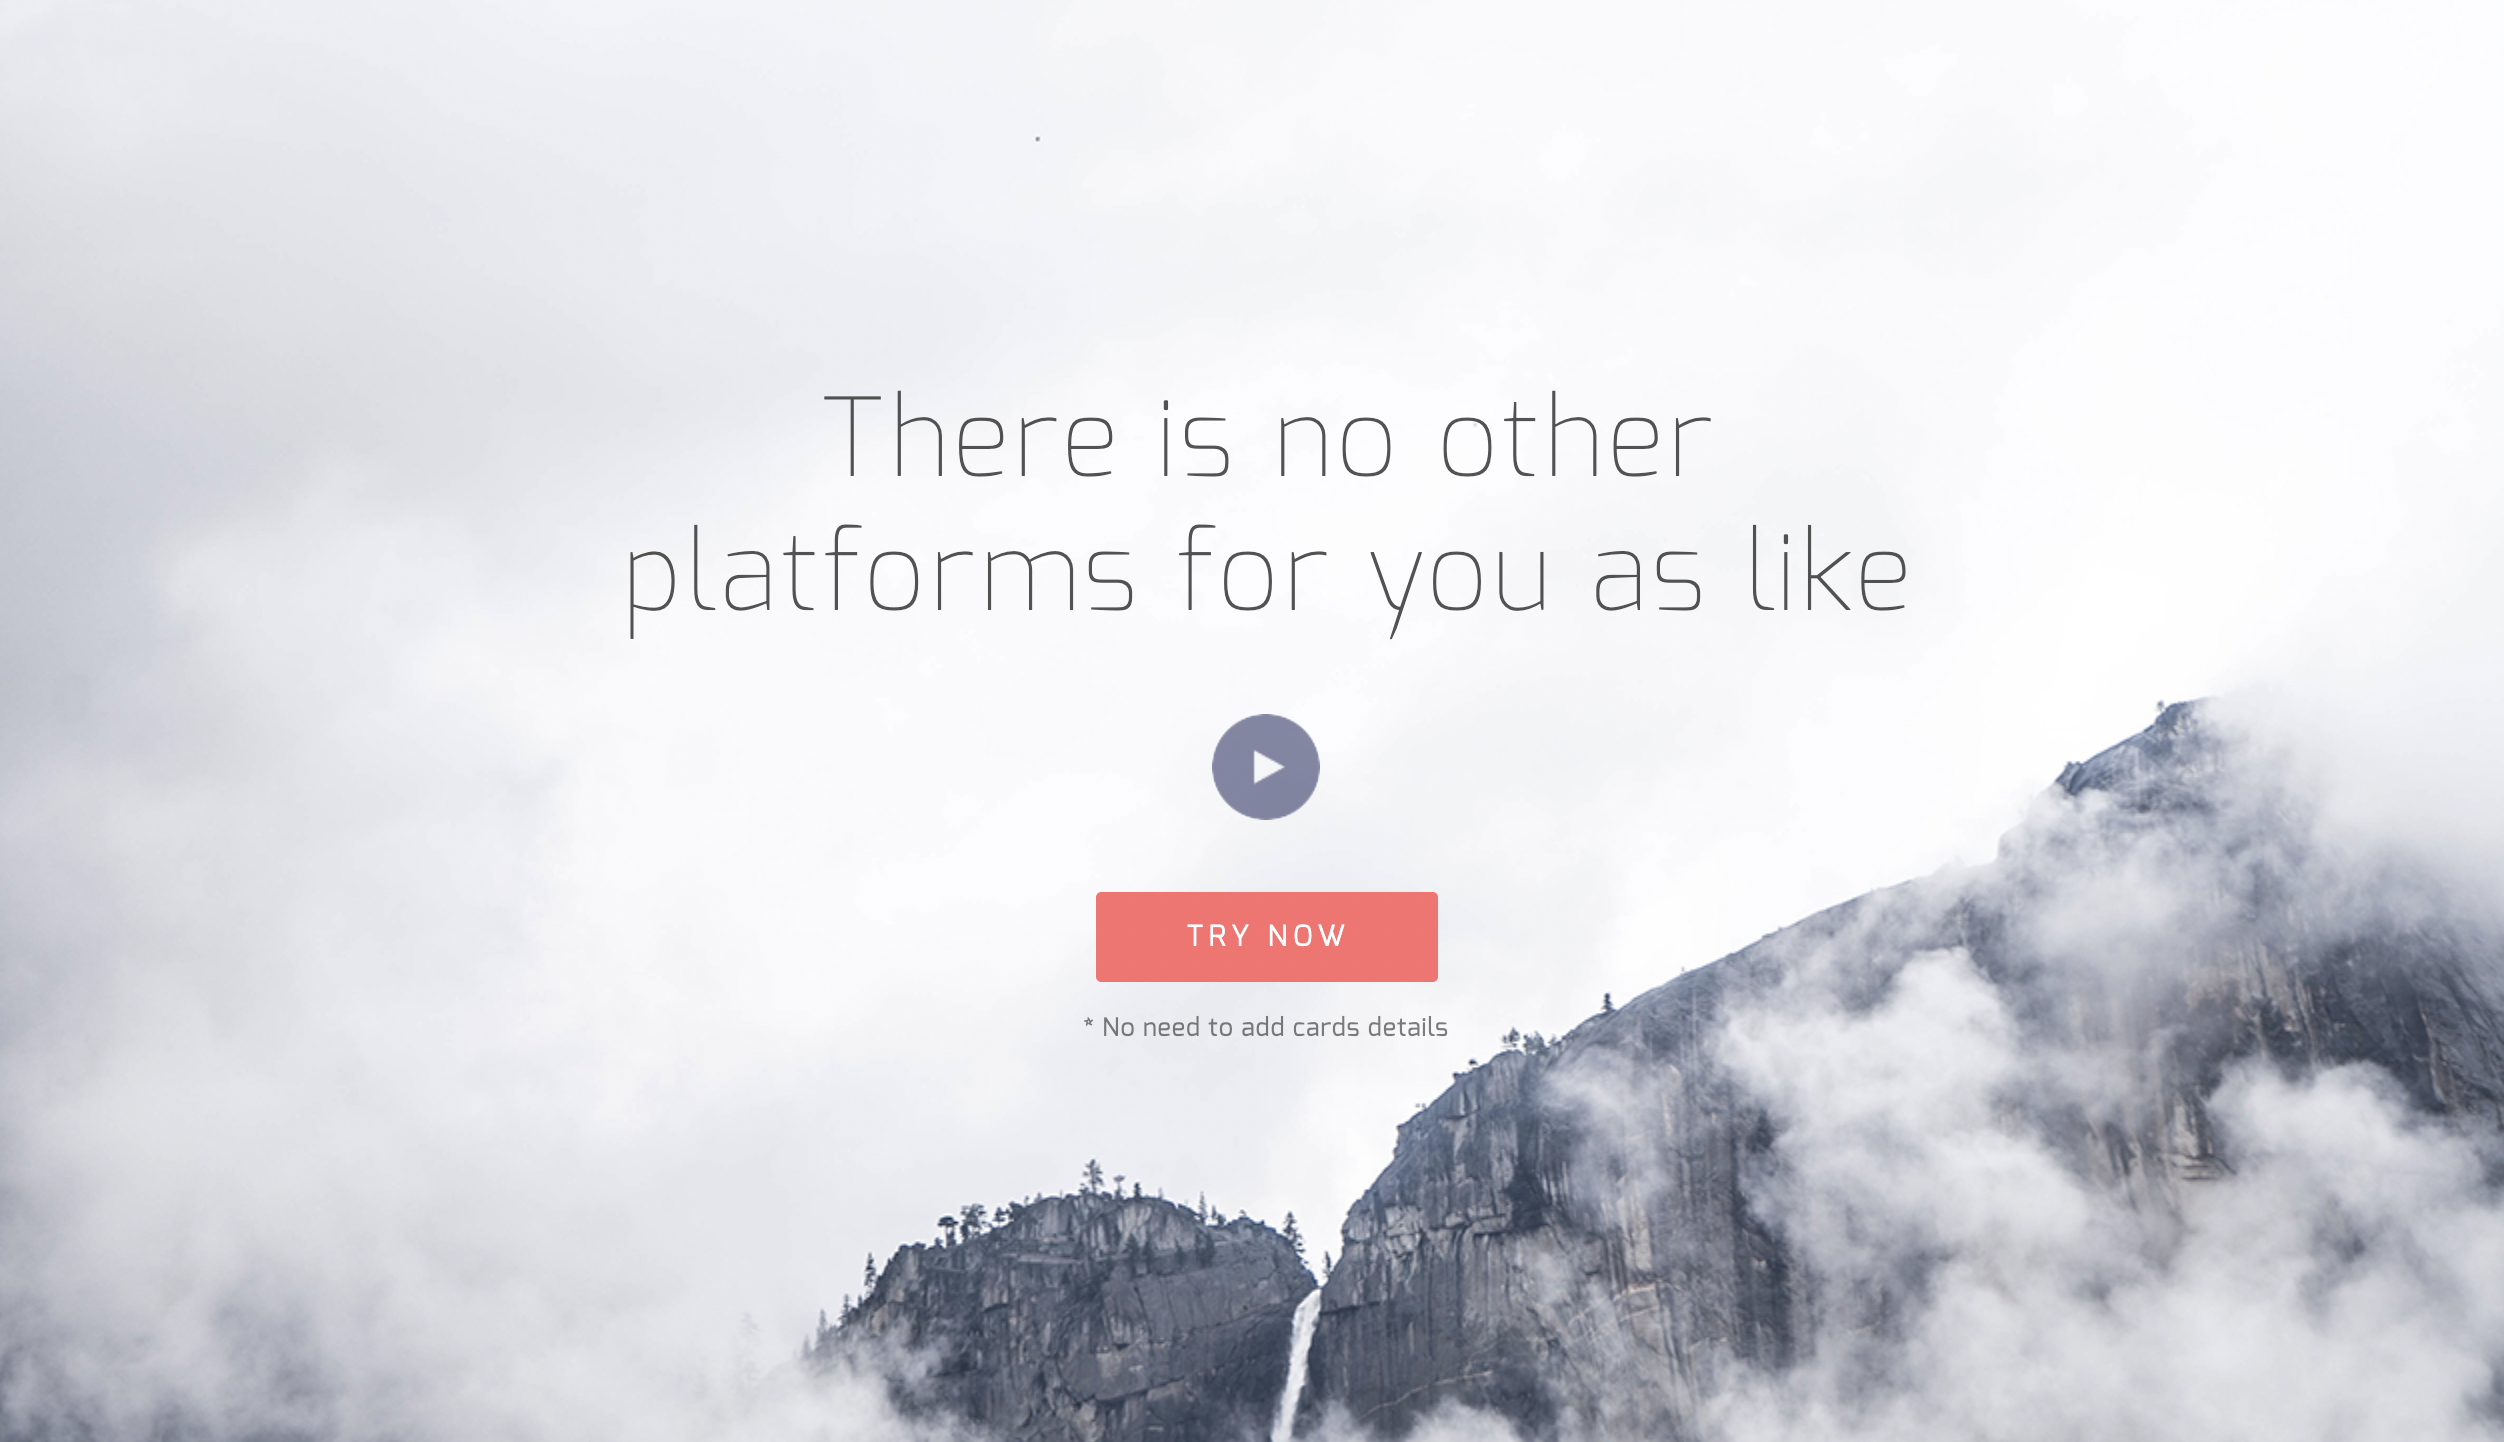 There is no other
platforms for you as like
TRY NOW
* No need to add cards details